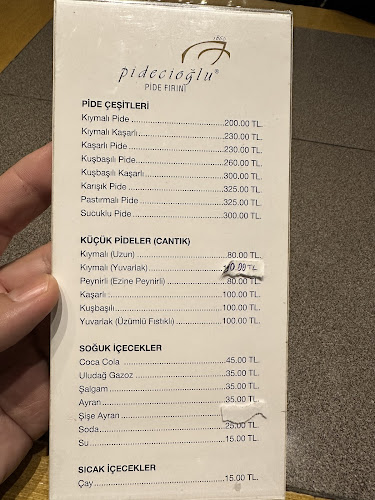 1893
pidecioğlu®
PİDE FIRINI
PİDE ÇEŞİTLERİ
Kıymalı Pide.....................................200.00 TL.
Kıymalı Kaşarlı..................................230.00 TL.
Kaşarlı Pide......................................230.00 TL.
Kuşbaşılı Pide...................................260.00 TL.
Kuşbaşılı Kaşarlı................................300.00 TL.
Karışık Pide......................................325.00 TL.
Pastırmalı Pide..................................325.00 TL.
Sucuklu Pide.....................................300.00 TL.
KÜÇÜK PİDELER (CANTIK)
Kıymalı (Uzun)..................................80.00 TL.
Kıymalı (Yuvarlak)..............................0.00 TL
Peynirli (Ezine Peynirli).......................80.00 TL.
Kaşarlı :...........................................100.00 TL.
Kuşbaşılı..........................................100.00 TL.
Yuvarlak (Üzümlü Fıstıklı)...................100.00 TL.
SOĞUK İÇECEKLER
Coca Cola .......................................45.00 TL.
Uludağ Gazoz..................................35.00 TL.
Şalgam............................................35.00 TL.
Ayran..............................................35.00 TL.
Şişe Ayran.......................................
Soda...............................................25.00 TL.
Su...................................................15.00 TL.
SICAK İÇECEKLER
Çay.................................................15.00 TL.